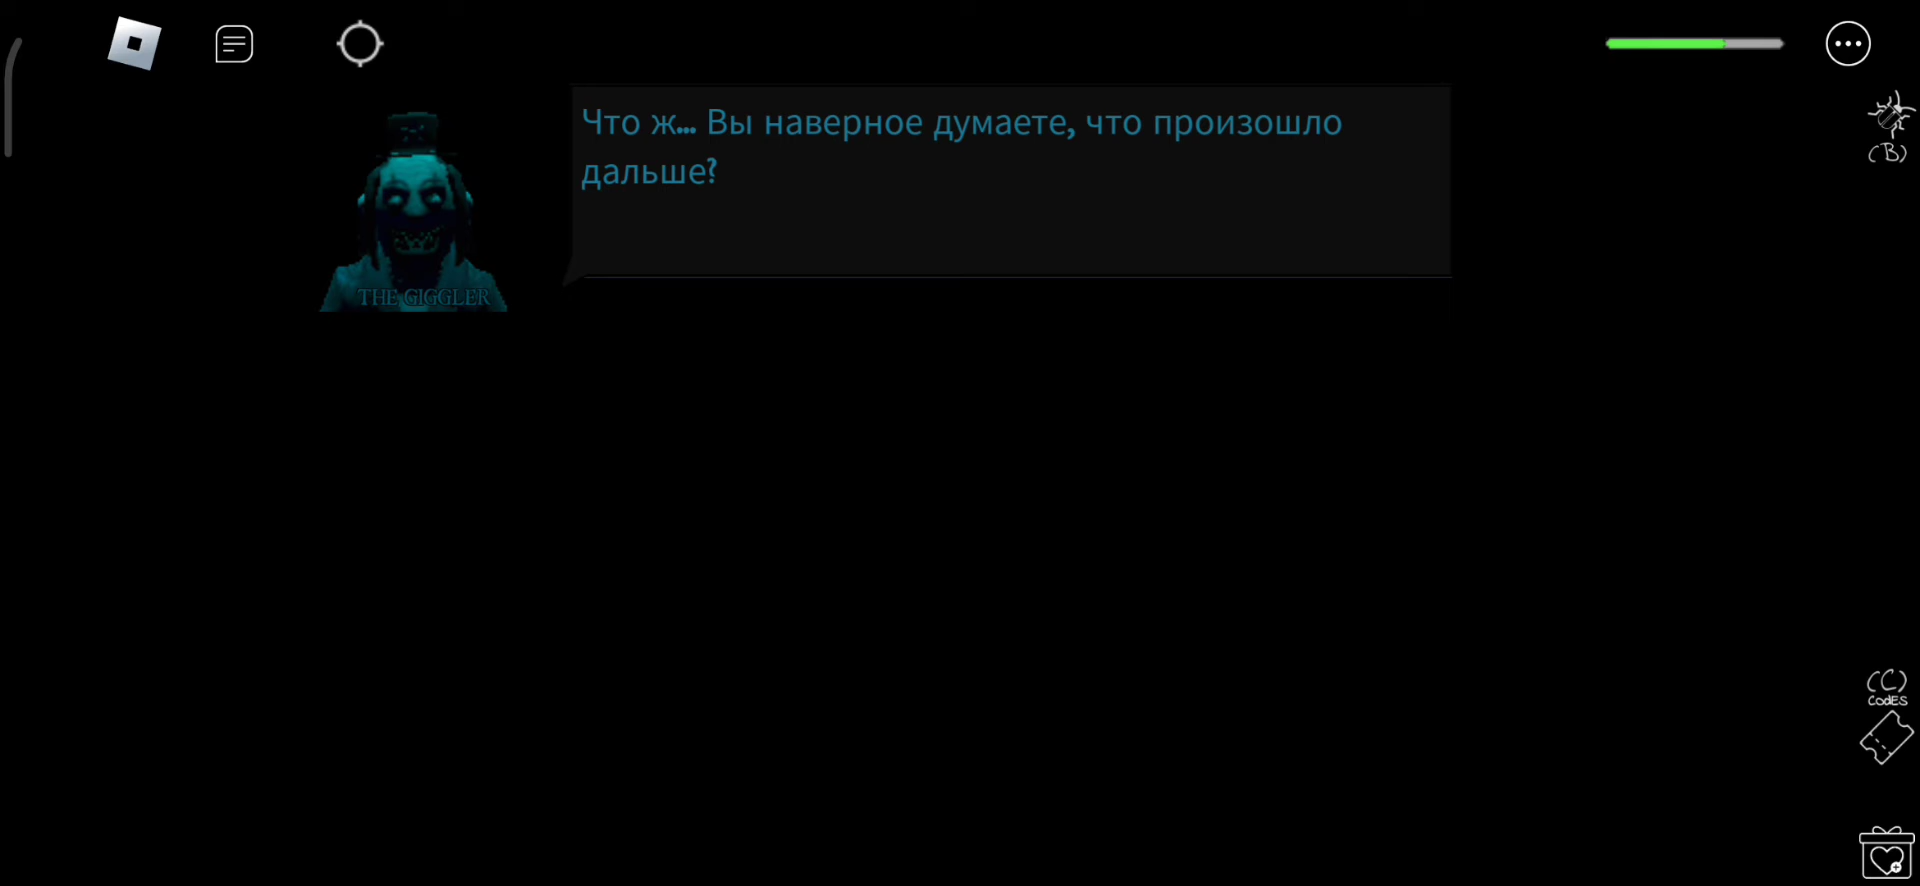 Что ж... Вы наверное думаете, что произошло
дальше?
THE GIGGLER
(B)
(C)
CODES